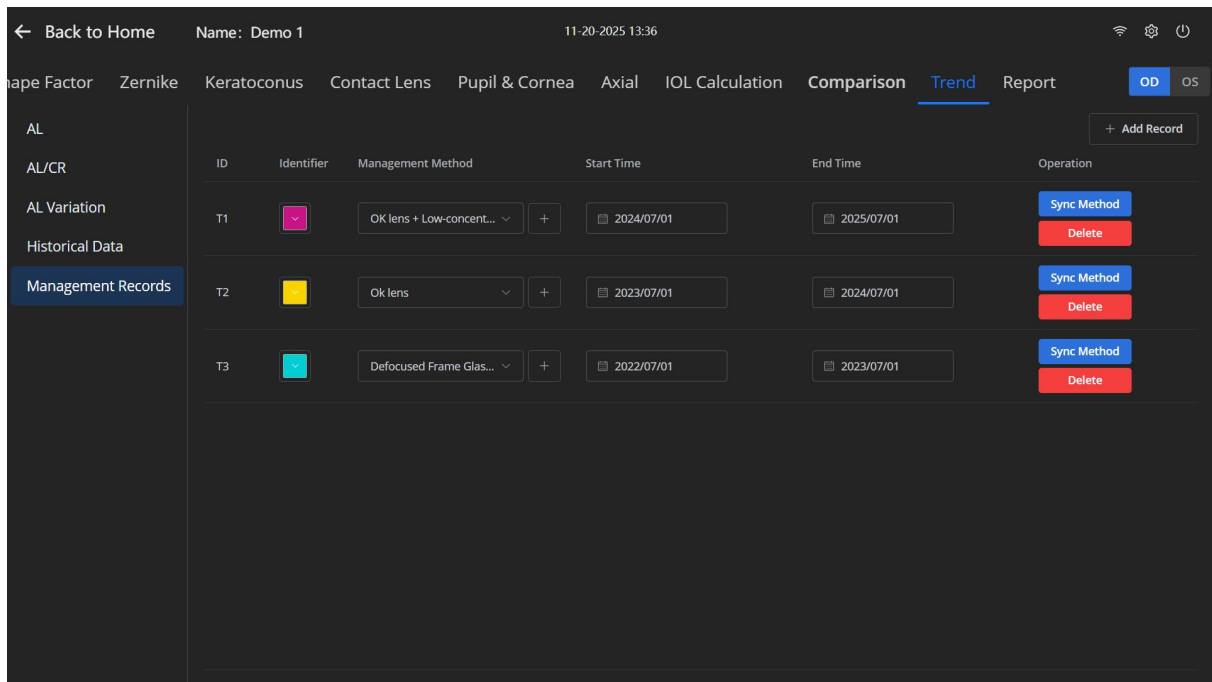 Back to Home Name: Demo 1 11-20-2025 13:36
hape Factor Zernike Keratoconus Contact Lens Pupil & Cornea Axial IOL Calculation Comparison Trend Report OD OS
AL
+ Add Record
AL/CR
ID Identifier Management Method Start Time End Time Operation
AL Variation
Historical Data
Management Records
T1 OK lens + Low-concent... + 2024/07/01 2025/07/01 Sync Method
Delete
T2 Ok lens + 2023/07/01 2024/07/01 Sync Method
Delete
T3 Defocused Frame Glas... + 2022/07/01 2023/07/01 Sync Method
Delete